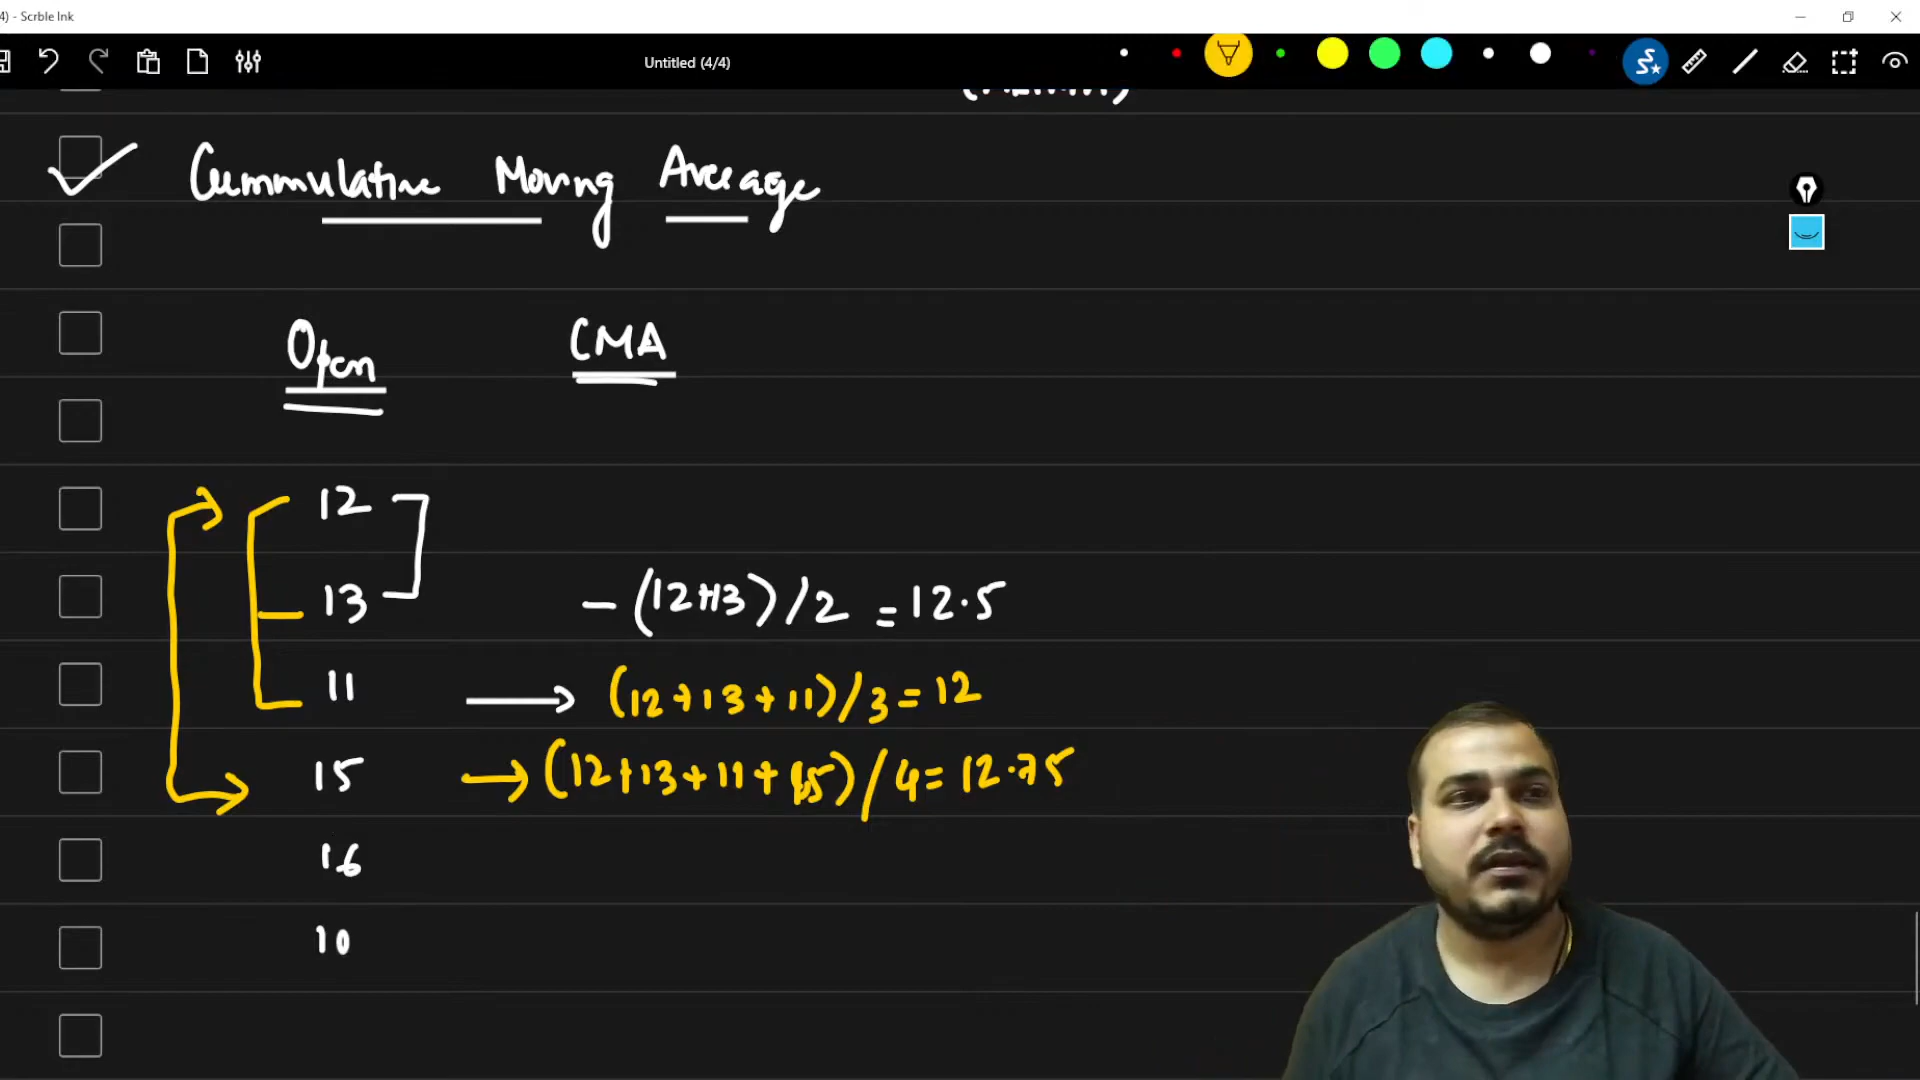 4) - Scrble Ink
Untitled (4/4)
Cummulative Moving Average
Open CMA
12
13 - (12+13)/2 = 12.5
11 → (12+13+11)/3 = 12
15 → (12+13+11+15)/4 = 12.75
16
10